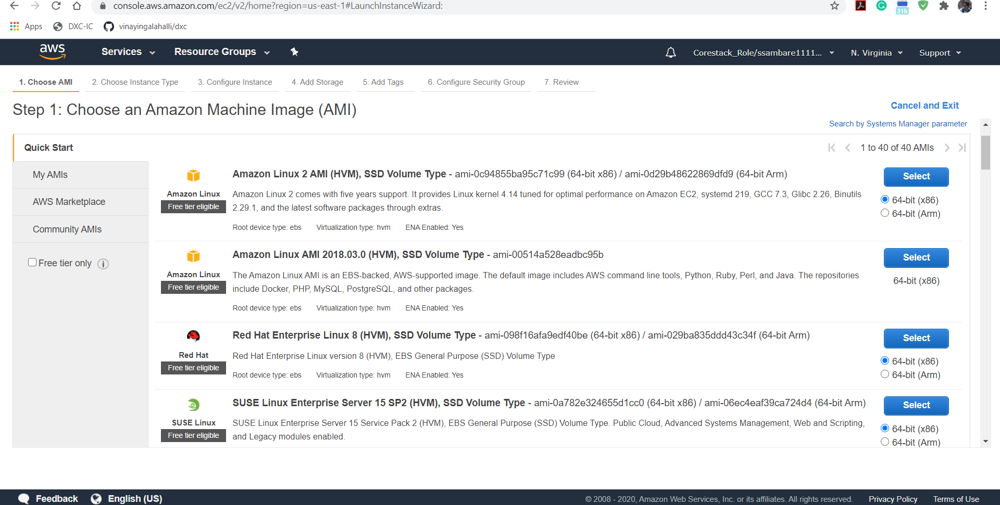 console.aws.amazon.com/ec2/v2/home?region=us-east-1#LaunchInstanceWizard:
21h
Apps DXC-IC vinayingalahalli/dxc
aws Services Resource Groups Corestack_Role/ssambare1111... N. Virginia Support
1. Choose AMI 2. Choose Instance Type 3. Configure Instance 4. Add Storage 5. Add Tags 6. Configure Security Group 7. Review
Step 1: Choose an Amazon Machine Image (AMI)
Cancel and Exit
Search by Systems Manager parameter
Quick Start
1 to 40 of 40 AMIs
My AMIs
AWS Marketplace
Community AMIs
Free tier only
Amazon Linux
Free tier eligible
Amazon Linux 2 AMI (HVM), SSD Volume Type - ami-0c94855ba95c71c99 (64-bit x86) / ami-0d29b48622869dfd9 (64-bit Arm)
Amazon Linux 2 comes with five years support. It provides Linux kernel 4.14 tuned for optimal performance on Amazon EC2, systemd 219, GCC 7.3, Glibc 2.26, Binutils
2.29.1, and the latest software packages through extras.
Root device type: ebs Virtualization type: hvm ENA Enabled: Yes
Select
64-bit (x86)
64-bit (Arm)
Amazon Linux
Free tier eligible
Amazon Linux AMI 2018.03.0 (HVM), SSD Volume Type - ami-00514a528eadbc95b
The Amazon Linux AMI is an EBS-backed, AWS-supported image. The default image includes AWS command line tools, Python, Ruby, Perl, and Java. The repositories
include Docker, PHP, MySQL, PostgreSQL, and other packages.
Root device type: ebs Virtualization type: hvm ENA Enabled: Yes
Select
64-bit (x86)
Red Hat
Free tier eligible
Red Hat Enterprise Linux 8 (HVM), SSD Volume Type - ami-098f16afa9edf40be (64-bit x86) / ami-029ba835ddd43c34f (64-bit Arm)
Red Hat Enterprise Linux version 8 (HVM), EBS General Purpose (SSD) Volume Type
Root device type: ebs Virtualization type: hvm ENA Enabled: Yes
Select
64-bit (x86)
64-bit (Arm)
SUSE Linux
Free tier eligible
SUSE Linux Enterprise Server 15 SP2 (HVM), SSD Volume Type - ami-0a782e324655d1cc0 (64-bit x86) / ami-06ec4eaf39ca724d4 (64-bit Arm)
SUSE Linux Enterprise Server 15 Service Pack 2 (HVM), EBS General Purpose (SSD) Volume Type. Public Cloud, Advanced Systems Management, Web and Scripting,
and Legacy modules enabled.
Select
64-bit (x86)
64-bit (Arm)
Feedback English (US) © 2008 - 2020, Amazon Web Services, Inc. or its affiliates. All rights reserved. Privacy Policy Terms of Use